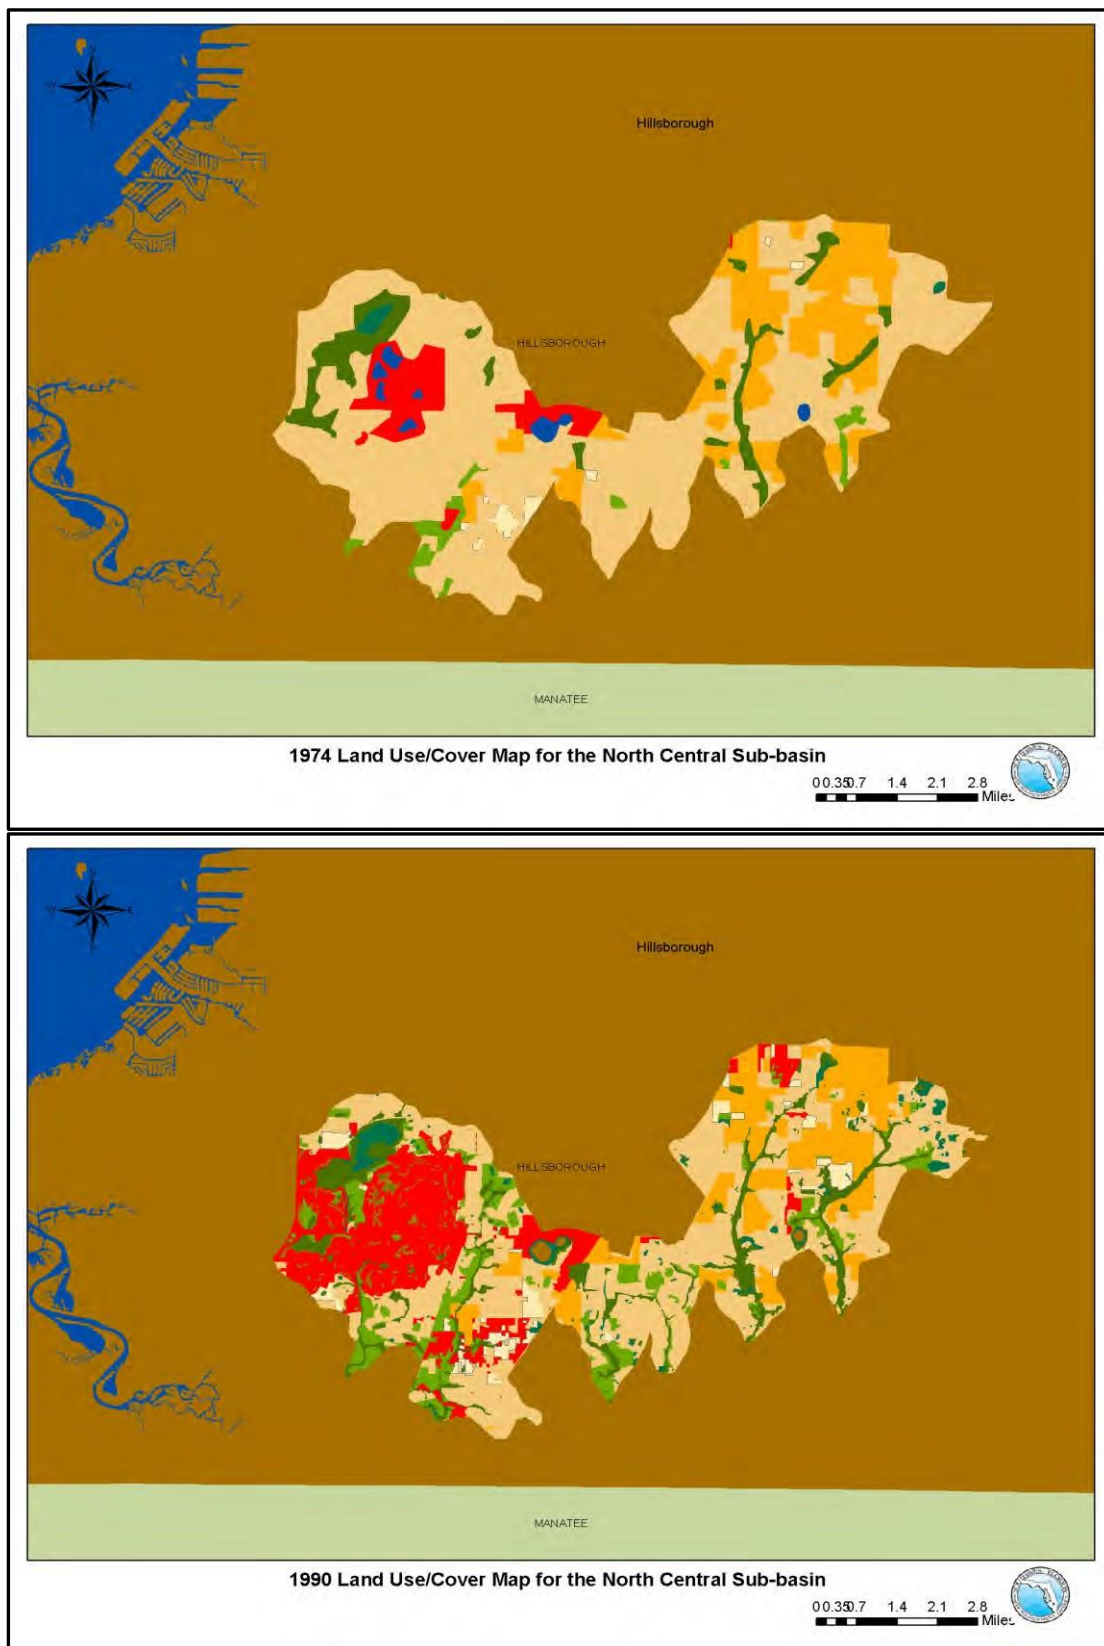 Hillsborough
HILLSBOROUGH
MANATEE
1974 Land Use/Cover Map for the North Central Sub-basin
0 0.35 0.7 1.4 2.1 2.8
Miles
Hillsborough
HILLSBOROUGH
MANATEE
1990 Land Use/Cover Map for the North Central Sub-basin
0 0.35 0.7 1.4 2.1 2.8
Miles